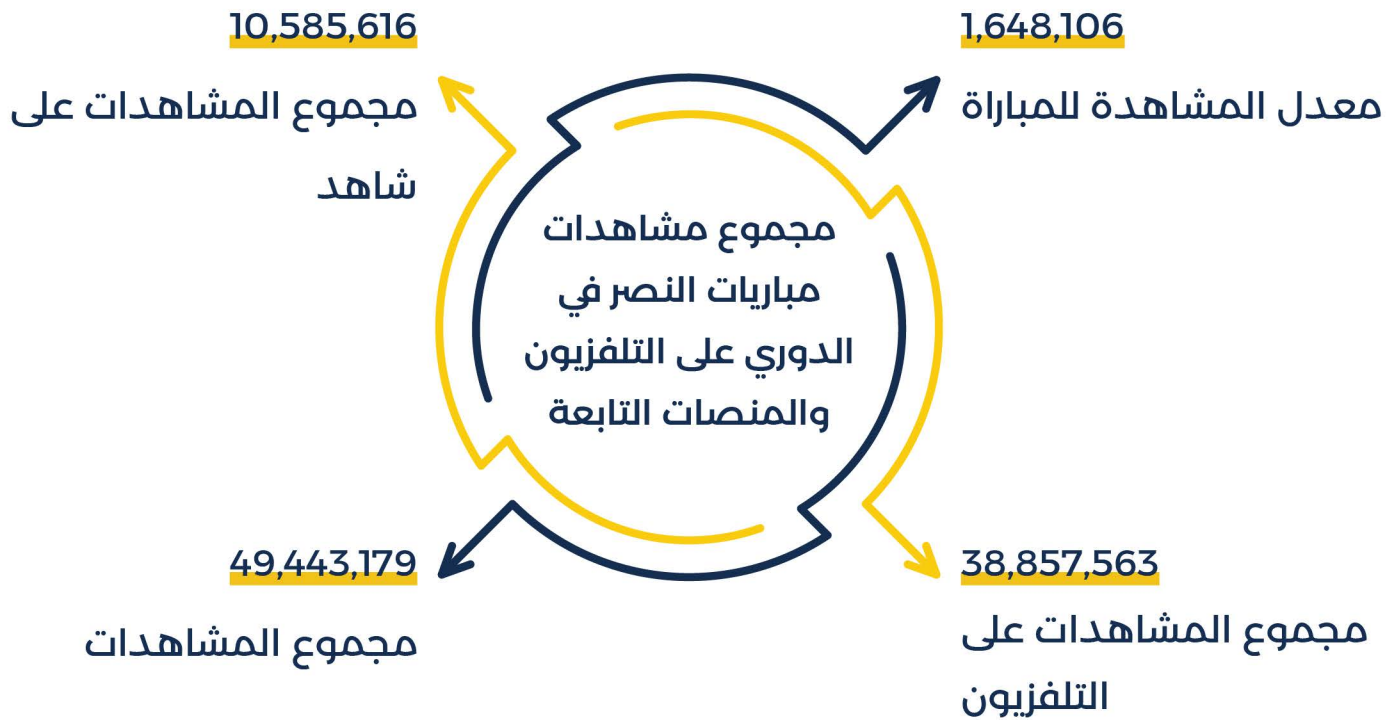 1,648,106
معدل المشاهدة للمباراة
10,585,616
مجموع المشاهدات على
شاهد
مجموع مشاهدات
مباريات النصر في
الدوري على التلفزيون
والمنصات التابعة
38,857,563
مجموع المشاهدات على
التلفزيون
49,443,179
مجموع المشاهدات